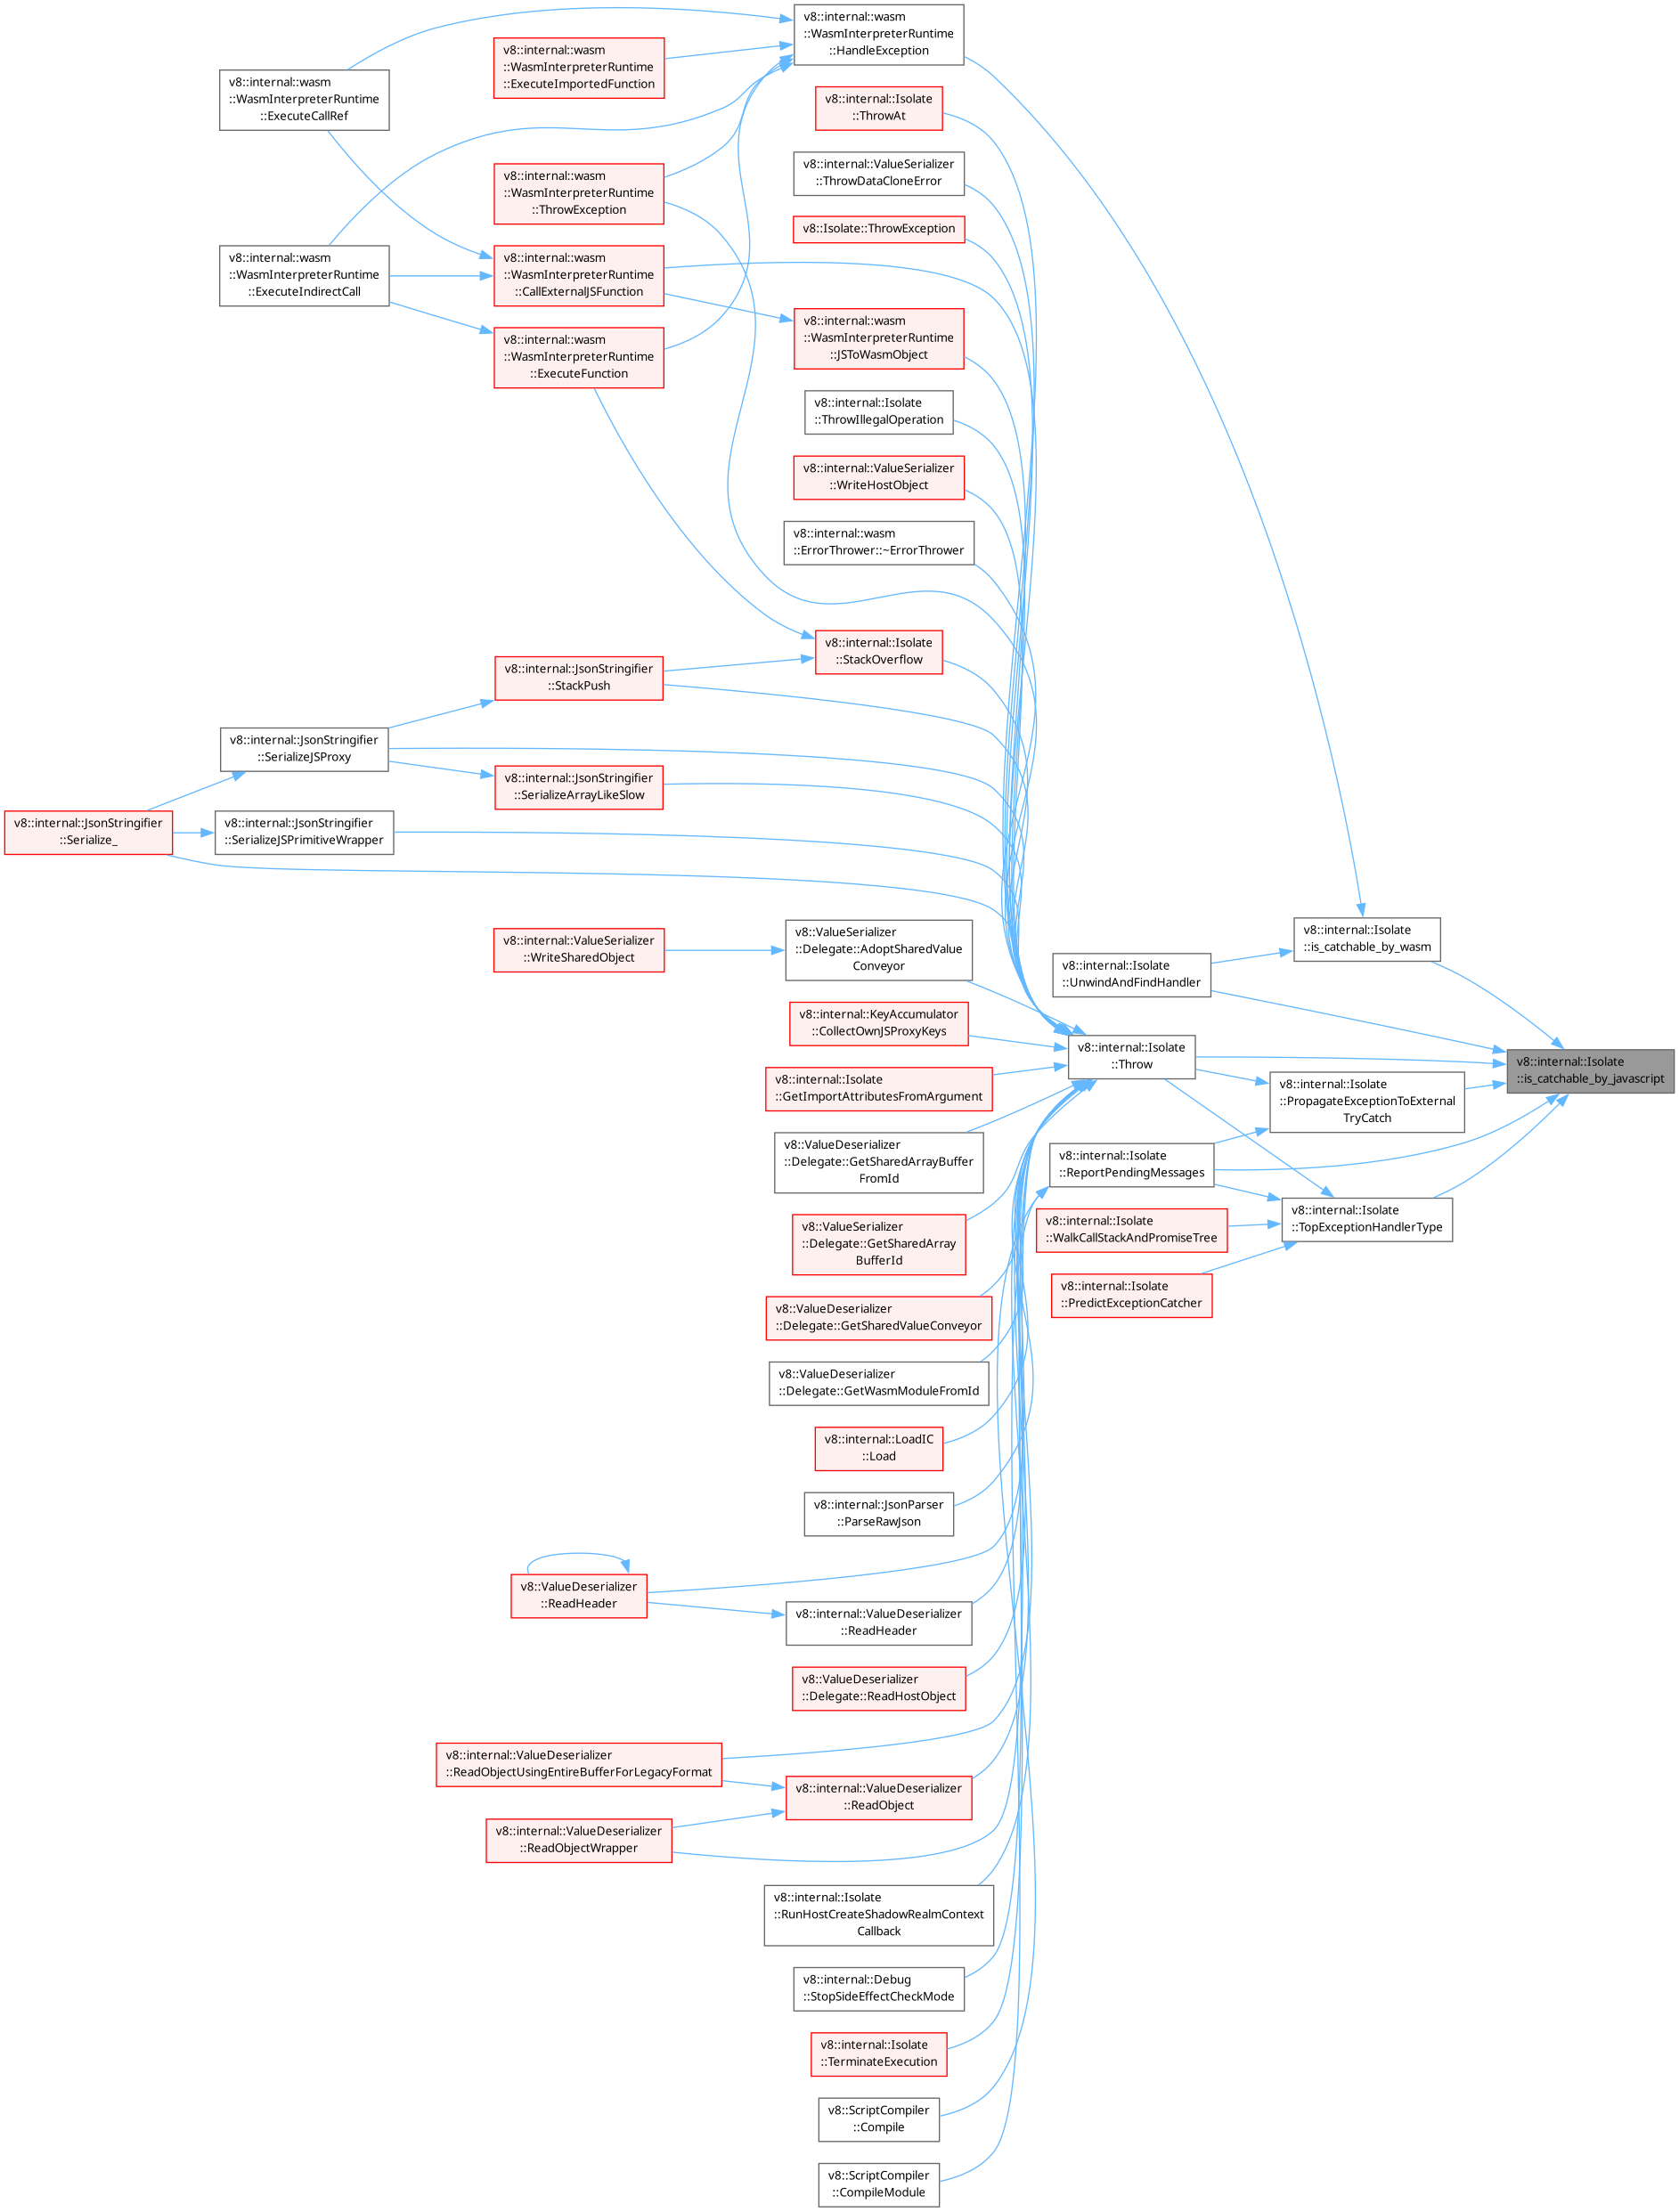 v8::internal::wasm
::WasmInterpreterRuntime
::HandleException
v8::internal::wasm
::WasmInterpreterRuntime
::ExecuteImportedFunction
v8::internal::wasm
::WasmInterpreterRuntime
::ExecuteCallRef
v8::internal::Isolate
::ThrowAt
v8::internal::ValueSerializer
::ThrowDataCloneError
v8::internal::wasm
::WasmInterpreterRuntime
::ThrowException
v8::Isolate::ThrowException
v8::internal::wasm
::WasmInterpreterRuntime
::ExecuteIndirectCall
v8::internal::wasm
::WasmInterpreterRuntime
::CallExternalJSFunction
v8::internal::wasm
::WasmInterpreterRuntime
::JSToWasmObject
v8::internal::wasm
::WasmInterpreterRuntime
::ExecuteFunction
v8::internal::Isolate
::ThrowIllegalOperation
v8::internal::ValueSerializer
::WriteHostObject
v8::internal::wasm
::ErrorThrower::~ErrorThrower
v8::internal::Isolate
::StackOverflow
v8::internal::JsonStringifier
::StackPush
v8::internal::JsonStringifier
::SerializeJSProxy
v8::internal::JsonStringifier
::SerializeArrayLikeSlow
v8::internal::JsonStringifier
::Serialize_
v8::internal::JsonStringifier
::SerializeJSPrimitiveWrapper
v8::internal::ValueSerializer
::WriteSharedObject
v8::ValueSerializer
::Delegate::AdoptSharedValue
Conveyor
v8::internal::Isolate
::is_catchable_by_wasm
v8::internal::Isolate
::UnwindAndFindHandler
v8::internal::KeyAccumulator
::CollectOwnJSProxyKeys
v8::internal::Isolate
::Throw
v8::internal::Isolate
::is_catchable_by_javascript
v8::internal::Isolate
::GetImportAttributesFromArgument
v8::internal::Isolate
::PropagateExceptionToExternal
TryCatch
v8::ValueDeserializer
::Delegate::GetSharedArrayBuffer
FromId
v8::internal::Isolate
::ReportPendingMessages
v8::internal::Isolate
::TopExceptionHandlerType
v8::ValueSerializer
::Delegate::GetSharedArray
BufferId
v8::internal::Isolate
::WalkCallStackAndPromiseTree
v8::internal::Isolate
::PredictExceptionCatcher
v8::ValueDeserializer
::Delegate::GetSharedValueConveyor
v8::ValueDeserializer
::Delegate::GetWasmModuleFromId
v8::internal::LoadIC
::Load
v8::internal::JsonParser
::ParseRawJson
v8::ValueDeserializer
::ReadHeader
v8::internal::ValueDeserializer
::ReadHeader
v8::ValueDeserializer
::Delegate::ReadHostObject
v8::internal::ValueDeserializer
::ReadObjectUsingEntireBufferForLegacyFormat
v8::internal::ValueDeserializer
::ReadObject
v8::internal::ValueDeserializer
::ReadObjectWrapper
v8::internal::Isolate
::RunHostCreateShadowRealmContext
Callback
v8::internal::Debug
::StopSideEffectCheckMode
v8::internal::Isolate
::TerminateExecution
v8::ScriptCompiler
::Compile
v8::ScriptCompiler
::CompileModule